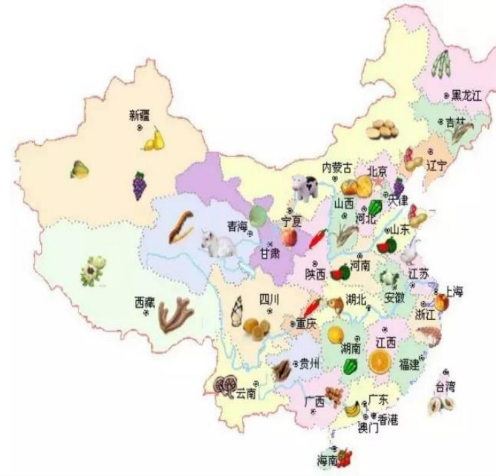 黑龙江
吉林
新疆
辽宁
内蒙古
北京
天津
山西
河北
宁夏
青海
山东
甘肃
陕西
河南
江苏
西藏
四川
湖北
安徽
上海
浙江
重庆
湖南
江西
贵州
福建
云南
广西
广东
台湾
香港
澳门
海南